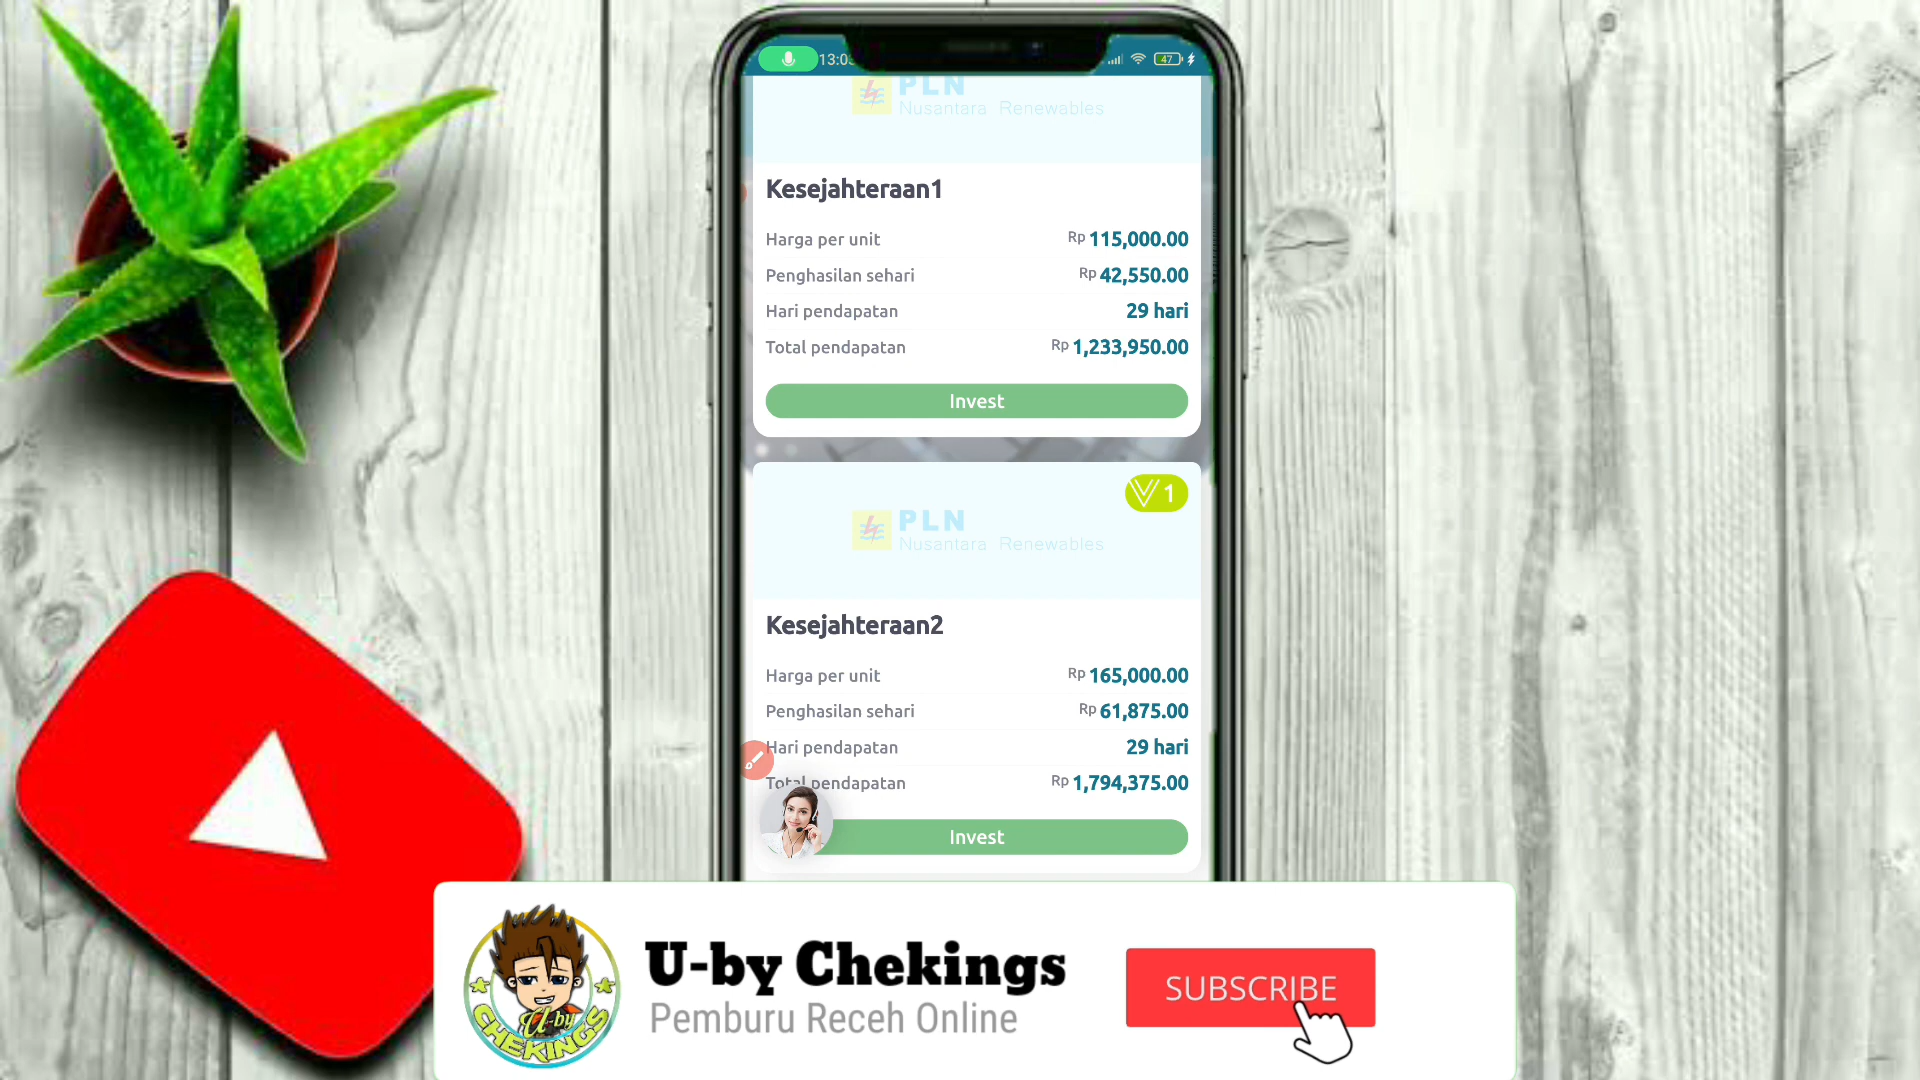 13:03
47
PLN
Nusantara Renewables
Kesejahteraan1
Harga per unit Rp 115,000.00
Penghasilan sehari Rp 42,550.00
Hari pendapatan 29 hari
Total pendapatan Rp 1,233,950.00
Invest
1
PLN
Nusantara Renewables
Kesejahteraan2
Harga per unit Rp 165,000.00
Penghasilan sehari Rp 61,875.00
Hari pendapatan 29 hari
Total pendapatan Rp 1,794,375.00
Invest
U-by
CHEKINGS
U-by Chekings
Pemburu Receh Online
SUBSCRIBE